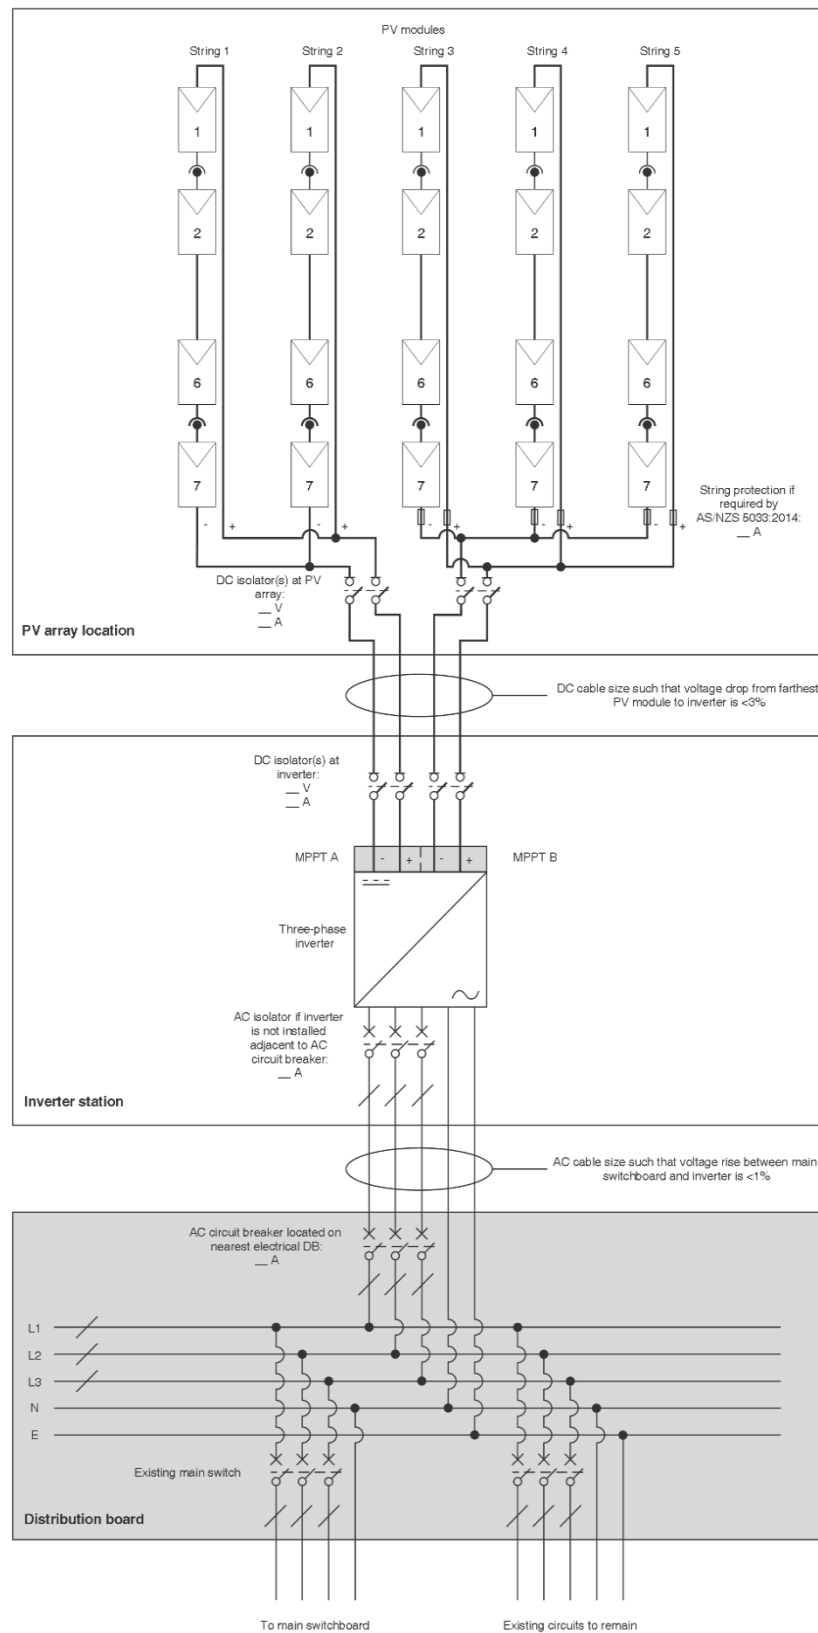 PV modules
String 1 String 2 String 3 String 4 String 5
1 1 1 1 1
2 2 2 2 2
6 6 6 6 6
7 7 7 7 7
String protection if
required by
AS/NZS 5033:2014:
__ A
- + - + - + - + - +
DC isolator(s) at PV
array:
__ V
__ A
PV array location
DC cable size such that voltage drop from farthest
PV module to inverter is <3%
DC isolator(s) at
inverter:
__ V
__ A
MPPT A - + - + MPPT B
Three-phase
inverter
AC isolator if inverter
is not installed
adjacent to AC
circuit breaker:
__ A
Inverter station
AC cable size such that voltage rise between main
switchboard and inverter is <1%
AC circuit breaker located on
nearest electrical DB:
__ A
L1
L2
L3
N
E
Existing main switch
Distribution board
To main switchboard Existing circuits to remain